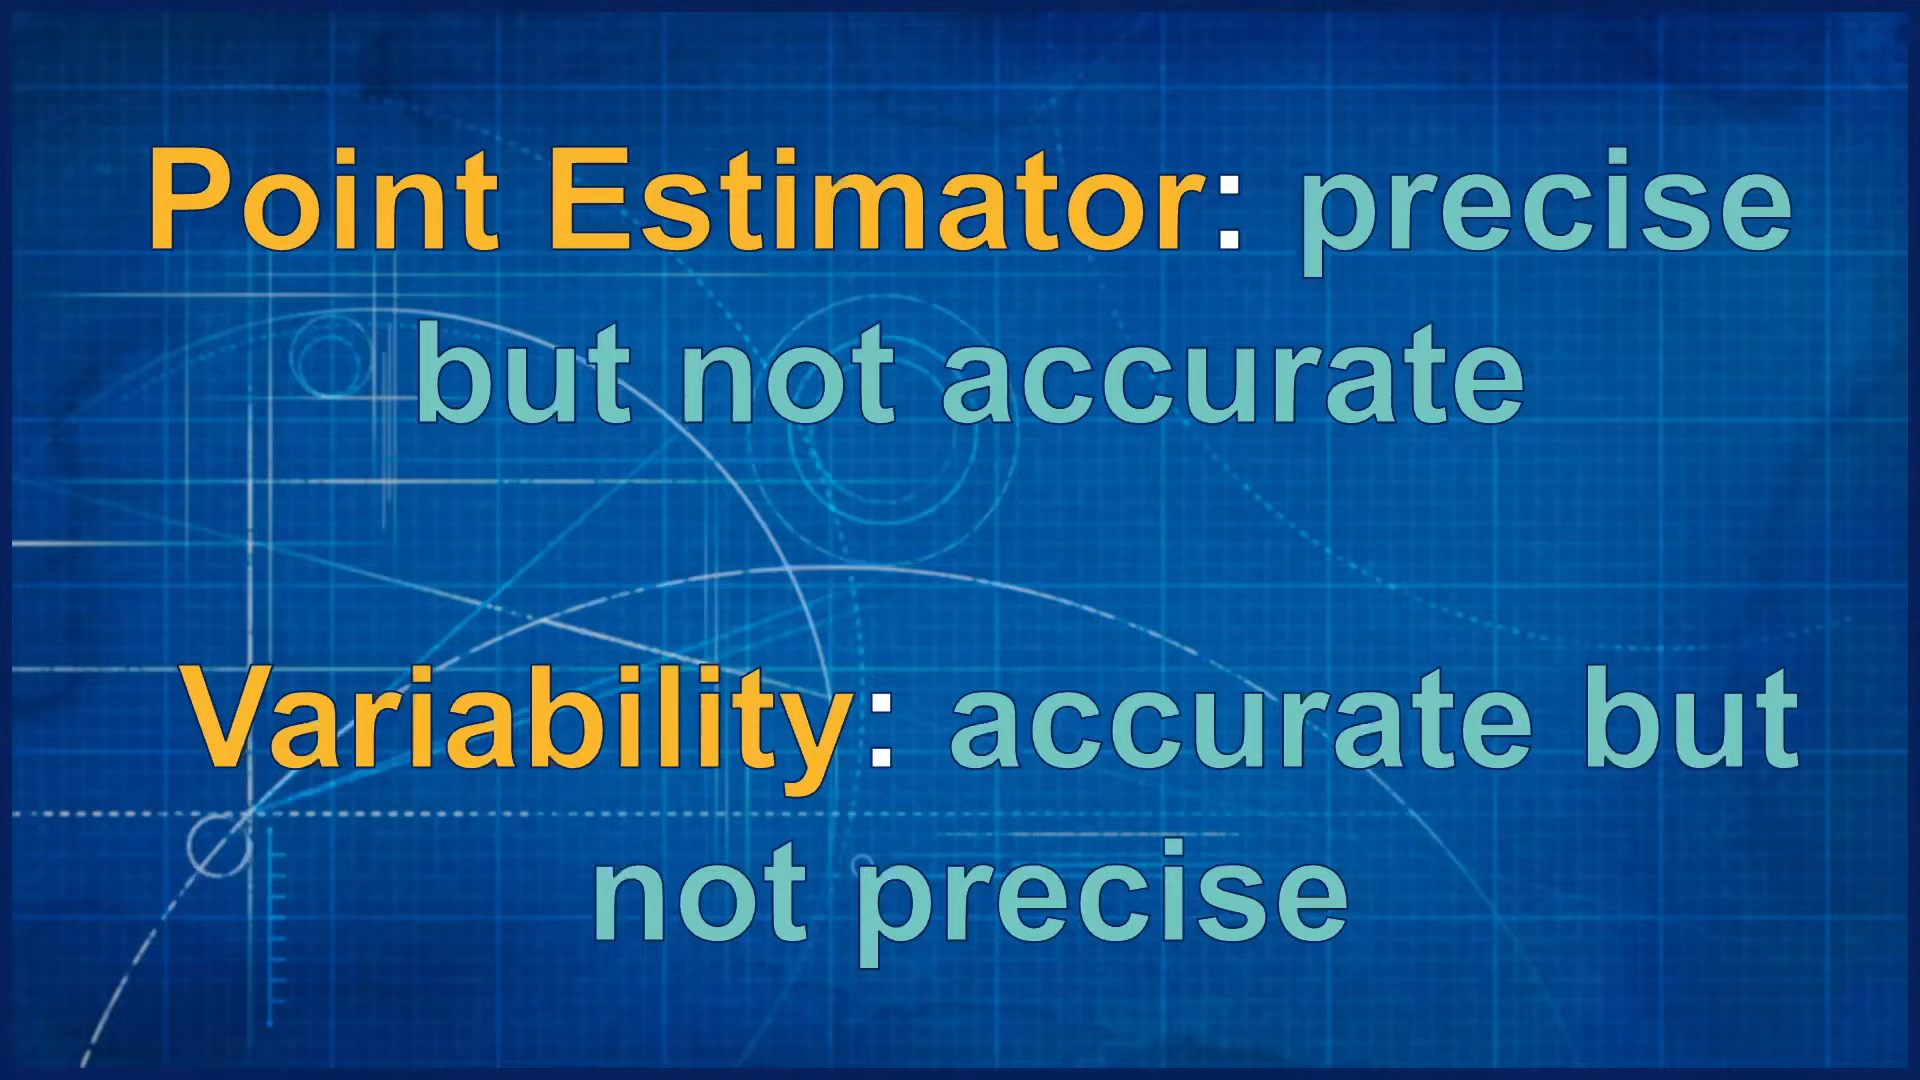 Point Estimator: precise
but not accurate
Variability: accurate but
not precise